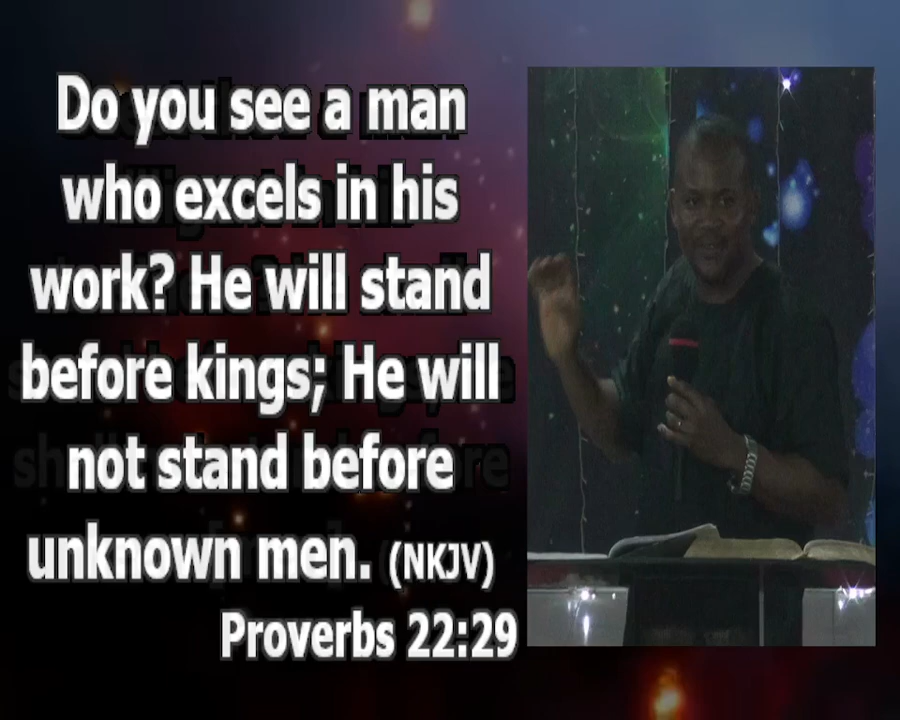 Do you see a man
who excels in his
work? He will stand
before kings; He will
not stand before
unknown men. (NKJV)
Proverbs 22:29